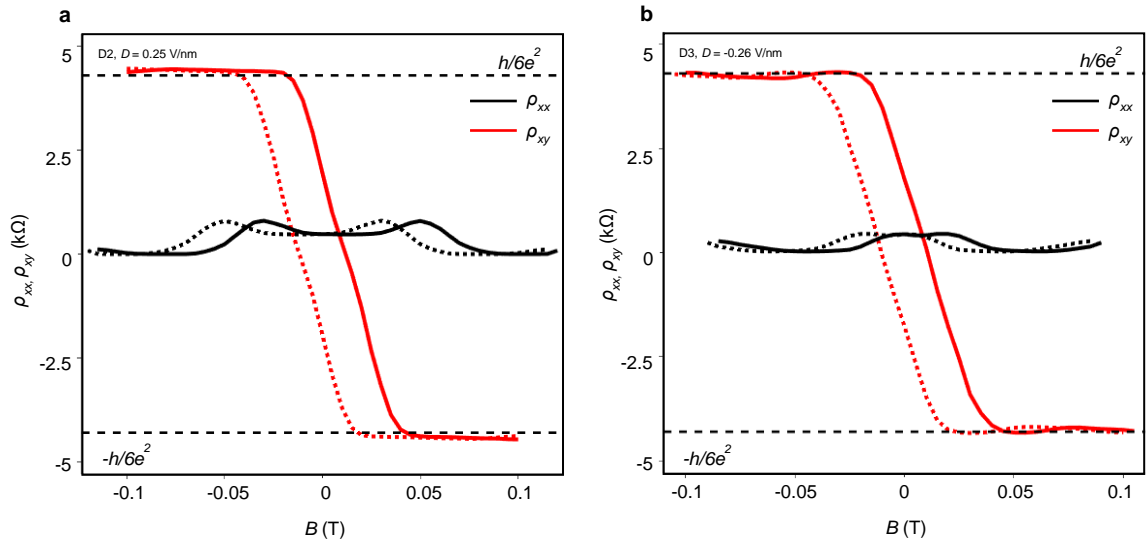 a
D2, D = 0.25 V/nm
h/6e²
ρxx
ρxy
-h/6e²
5
2.5
0
-2.5
-5
ρxx, ρxy (kΩ)
-0.1 -0.05 0 0.05 0.1
B (T)
b
D3, D = -0.26 V/nm
h/6e²
ρxx
ρxy
-h/6e²
5
2.5
0
-2.5
-5
ρxx, ρxy (kΩ)
-0.1 -0.05 0 0.05 0.1
B (T)